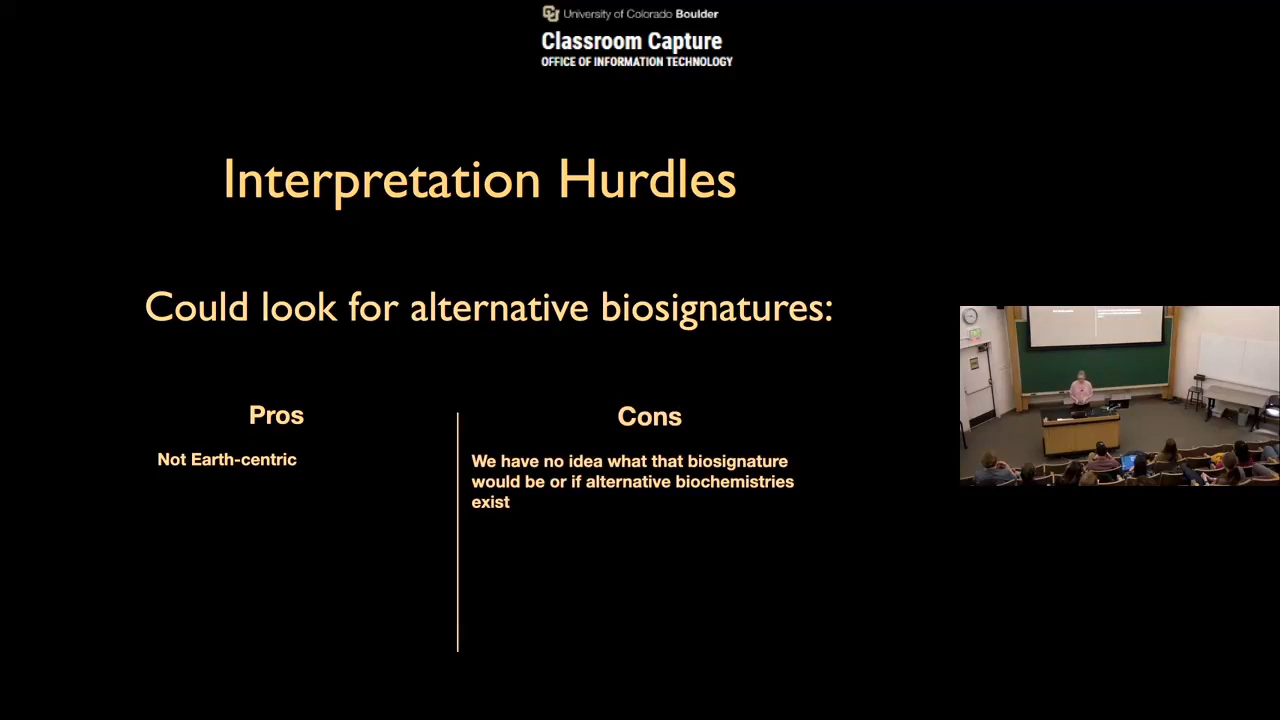 University of Colorado Boulder
Classroom Capture
OFFICE OF INFORMATION TECHNOLOGY
Interpretation Hurdles
Could look for alternative biosignatures:
Pros
Cons
Not Earth-centric
We have no idea what that biosignature
would be or if alternative biochemistries
exist